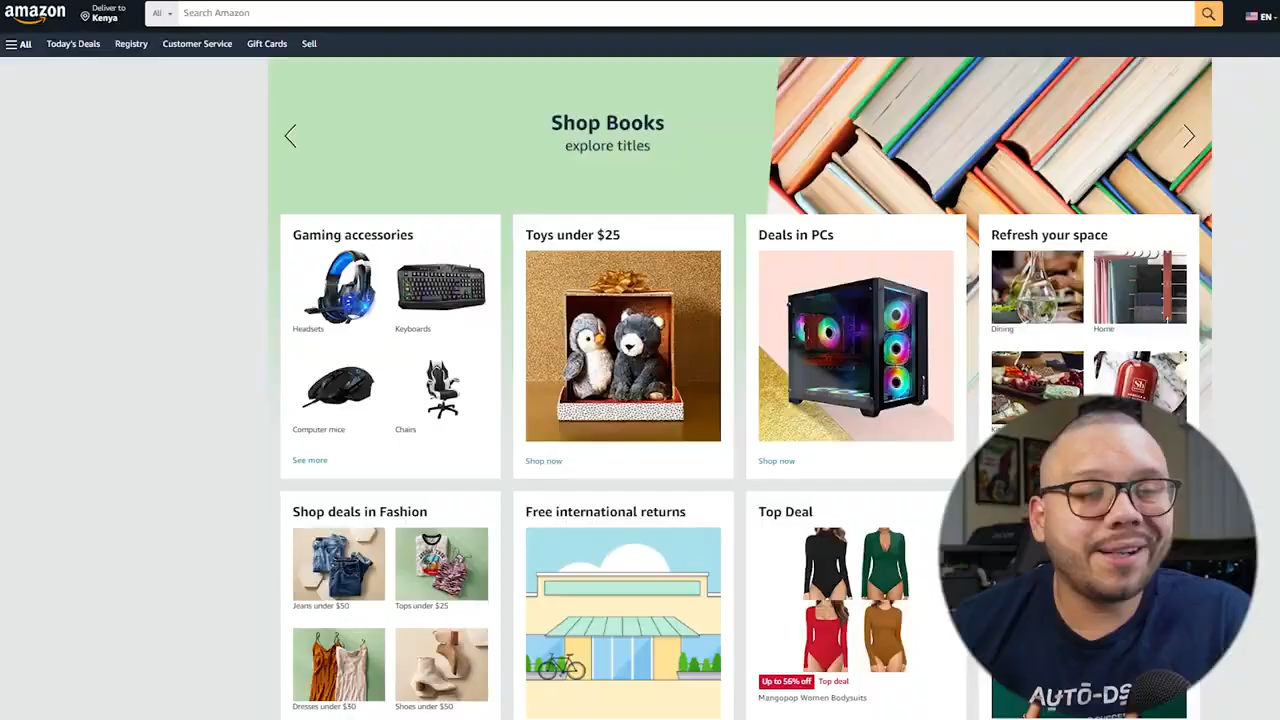 amazon
Deliver to
Kenya
All
Search Amazon
EN
All
Today's Deals
Registry
Customer Service
Gift Cards
Sell
Shop Books
explore titles
Gaming accessories
Headsets
Keyboards
Computer mice
Chairs
See more
Toys under $25
Shop now
Deals in PCs
Shop now
Refresh your space
Dining
Home
Shop deals in Fashion
Jeans under $50
Tops under $25
Dresses under $30
Shoes under $50
Free international returns
Top Deal
Up to 56% off
Top deal
Mangopop Women Bodysuits
AUTO-DS